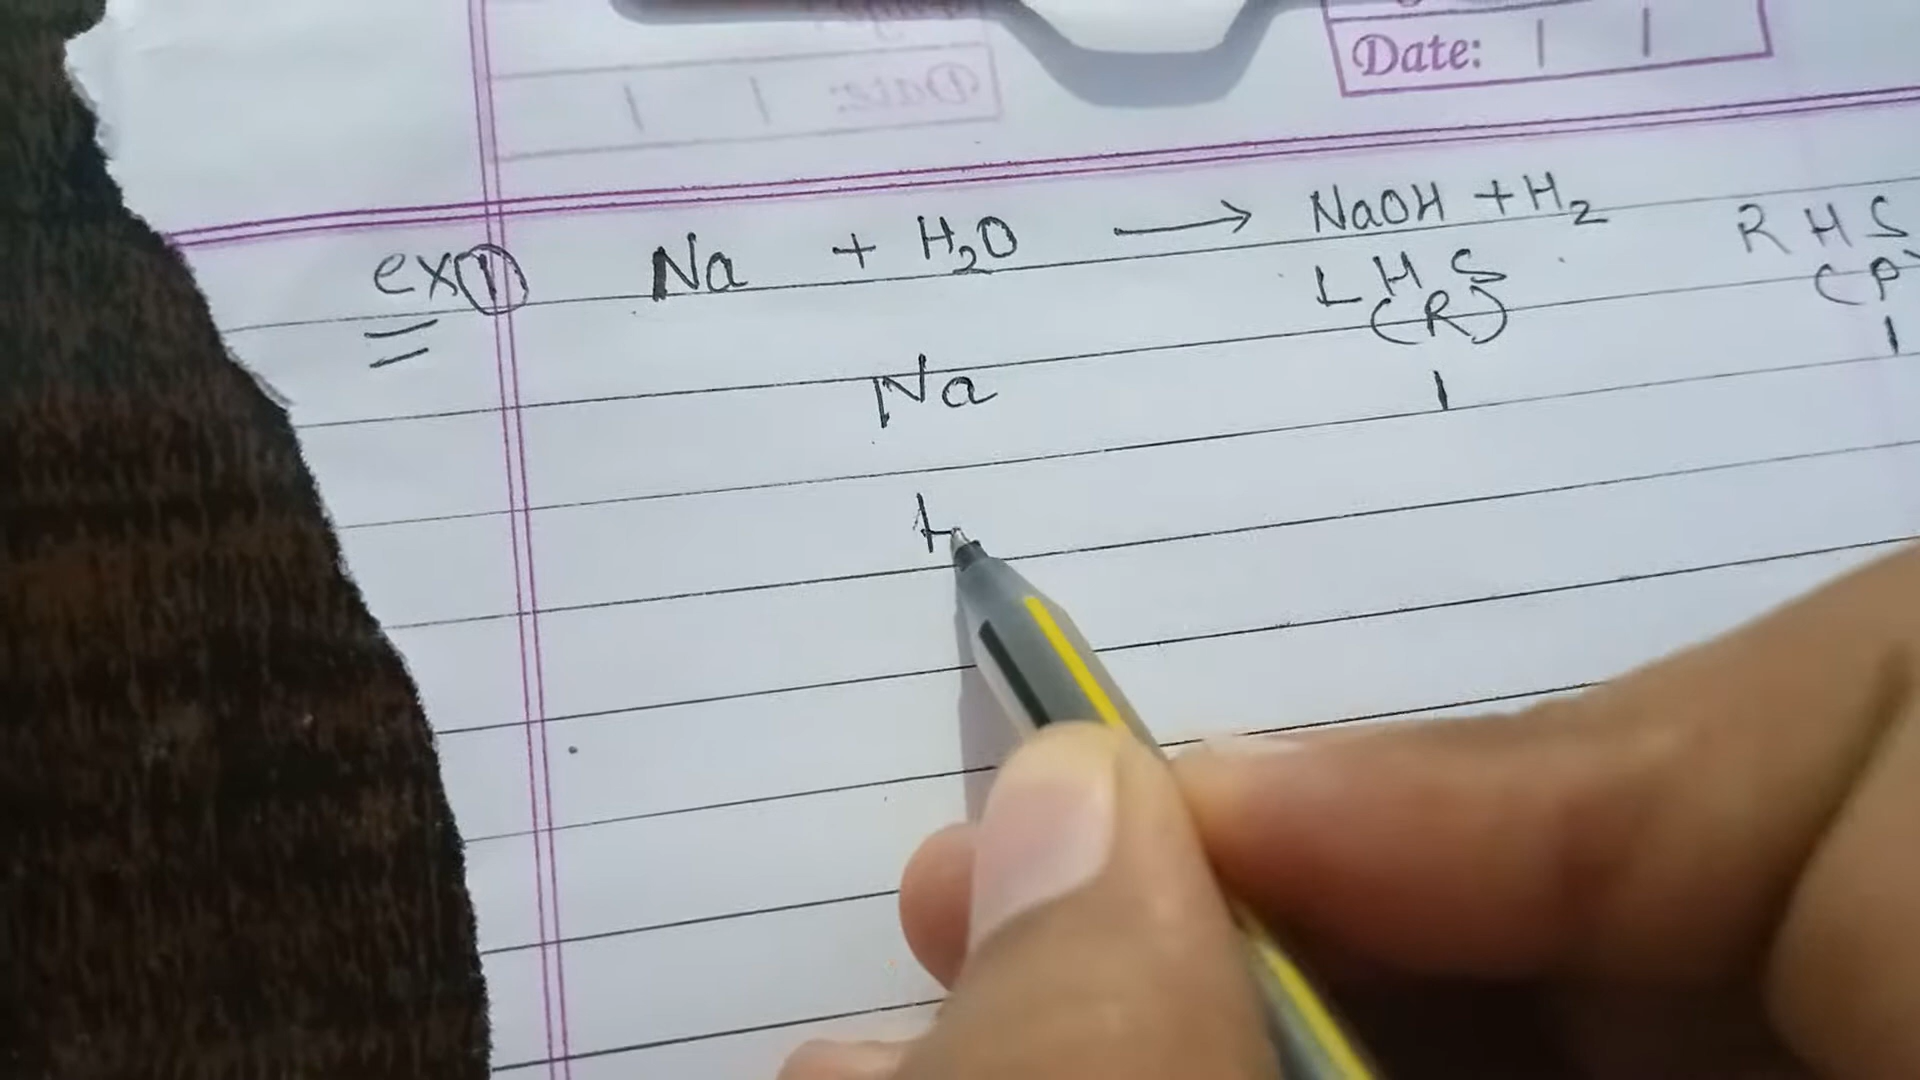 Date:
ex① Na + H₂O ⟶ NaOH + H₂
LHS RHS
(R) (P)
Na 1 1